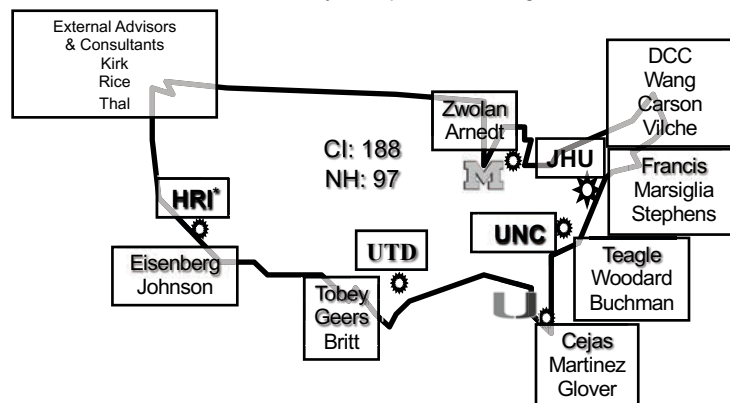 External Advisors
& Consultants
Kirk
Rice
Thal
DCC
Wang
Carson
Vilche
Zwolan
Arnedt
CI: 188
NH: 97
M
JHU
Francis
Marsiglia
Stephens
HRI*
UNC
UTD
Eisenberg
Johnson
Teagle
Woodard
Buchman
Tobey
Geers
Britt
U
Cejas
Martinez
Glover